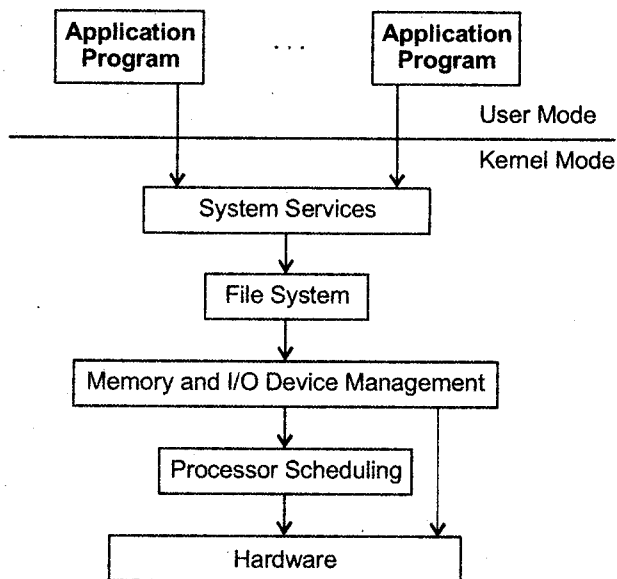 Application
Program
...
Application
Program
User Mode
Kernel Mode
System Services
File System
Memory and I/O Device Management
Processor Scheduling
Hardware